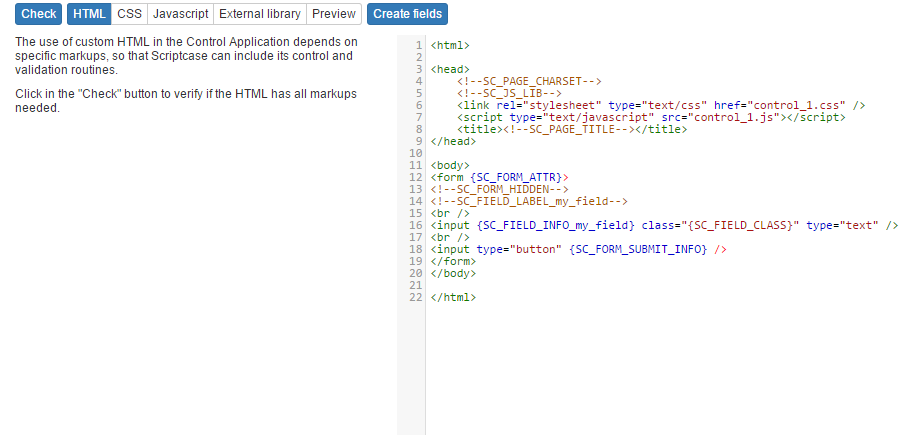 Check HTML CSS Javascript External library Preview Create fields
The use of custom HTML in the Control Application depends on
specific markups, so that Scriptcase can include its control and
validation routines.
Click in the "Check" button to verify if the HTML has all markups
needed.
1 <html>
2
3 <head>
4 <!--SC_PAGE_CHARSET-->
5 <!--SC_JS_LIB-->
6 <link rel="stylesheet" type="text/css" href="control_1.css" />
7 <script type="text/javascript" src="control_1.js"></script>
8 <title><!--SC_PAGE_TITLE--></title>
9 </head>
10
11 <body>
12 <form {SC_FORM_ATTR}>
13 <!--SC_FORM_HIDDEN-->
14 <!--SC_FIELD_LABEL_my_field-->
15 <br />
16 <input {SC_FIELD_INFO_my_field} class="{SC_FIELD_CLASS}" type="text" />
17 <br />
18 <input type="button" {SC_FORM_SUBMIT_INFO} />
19 </form>
20 </body>
21
22 </html>